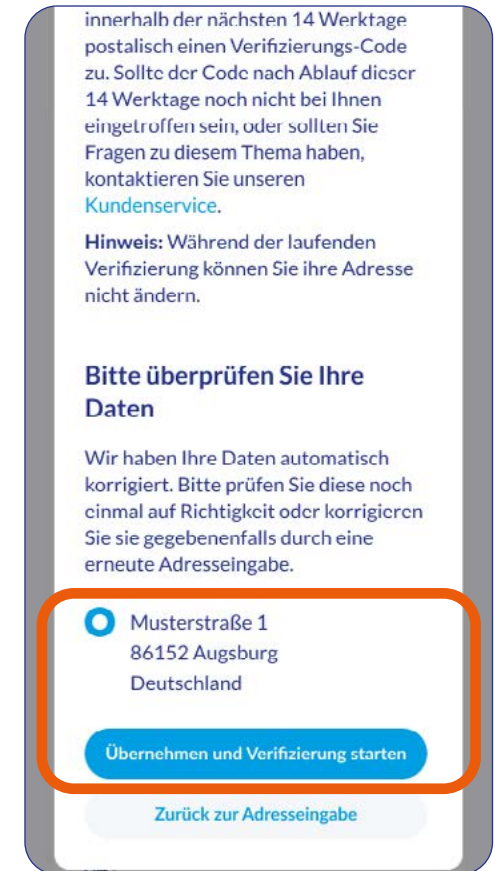 innerhalb der nächsten 14 Werktage
postalisch einen Verifizierungs-Code
zu. Sollte der Code nach Ablauf dieser
14 Werktage noch nicht bei Ihnen
eingetroffen sein, oder sollten Sie
Fragen zu diesem Thema haben,
kontaktieren Sie unseren
Kundenservice.
Hinweis: Während der laufenden
Verifizierung können Sie ihre Adresse
nicht ändern.
Bitte überprüfen Sie Ihre
Daten
Wir haben Ihre Daten automatisch
korrigiert. Bitte prüfen Sie diese noch
einmal auf Richtigkeit oder korrigieren
Sie sie gegebenenfalls durch eine
erneute Adresseingabe.
Musterstraße 1
86152 Augsburg
Deutschland
Übernehmen und Verifizierung starten
Zurück zur Adresseingabe